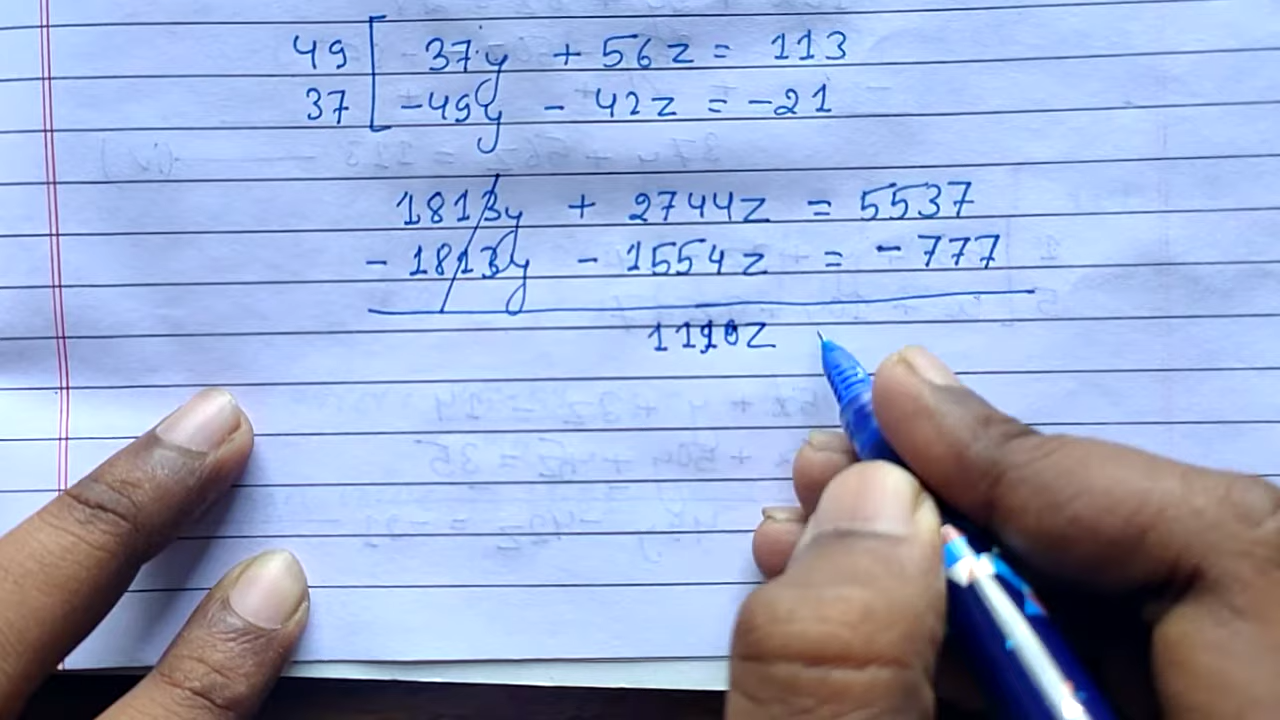 49 [ 37y + 56z = 113
37 [ -49y - 42z = -21
1813y + 2744z = 5537
- 1813y - 1554z = - 777
1190z